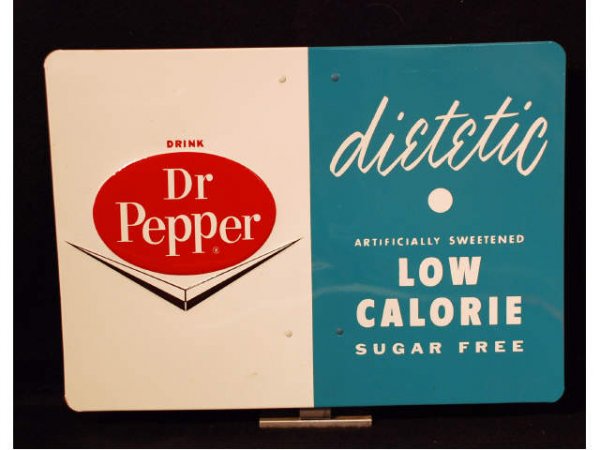 DRINK
Dr
Pepper
®
dietetic
ARTIFICIALLY SWEETENED
LOW
CALORIE
SUGAR FREE